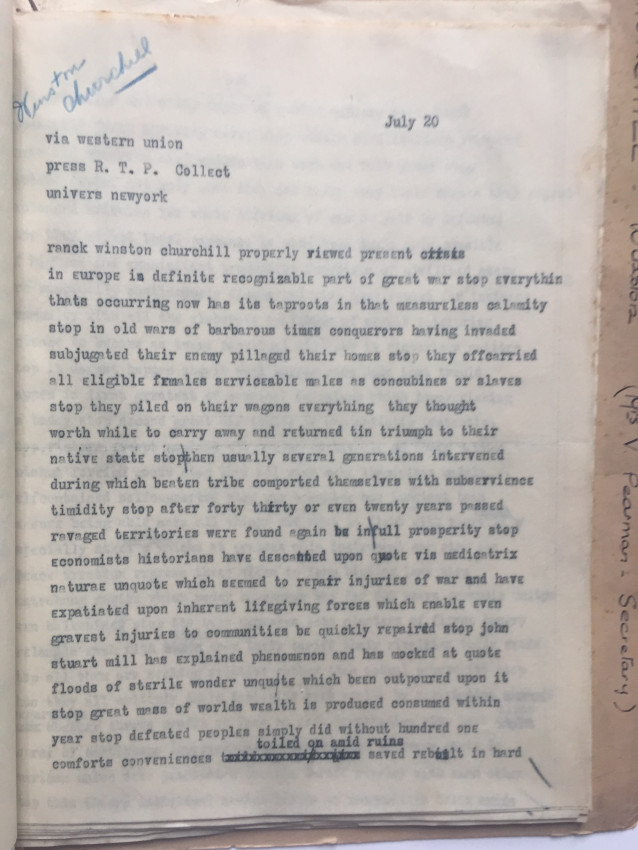 Winston
Churchill
July 20
via western union
press R. T. P. Collect
univers newyork
ranck winston churchill properly viewed present crisis
in europe is definite recognizable part of great war stop everythin
thats occurring now has its taproots in that measureless calamity
stop in old wars of barbarous times conquerors having invaded
subjugated their enemy pillaged their homes stop they offcarried
all eligible females serviceable males as concubines or slaves
stop they piled on their wagons everything they thought
worth while to carry away and returned tin triumph to their
native state stop then usually several generations intervened
during which beaten tribe comported themselves with subservience
timidity stop after forty thirty or even twenty years passed
ravaged territories were found again be in full prosperity stop
economists historians have descanted upon quote vis medicatrix
naturae unquote which seemed to repair injuries of war and have
expatiated upon inherent lifegiving forces which enable even
gravest injuries to communities be quickly repaired stop john
stuart mill has explained phenomenon and has mocked at quote
floods of sterile wonder unquote which been outpoured upon it
stop great mass of worlds wealth is produced consumed within
year stop defeated peoples simply did without hundred one
toiled on amid ruins
comforts conveniences saved rebuilt in hard
(Mrs V. Pearman - Secretary)